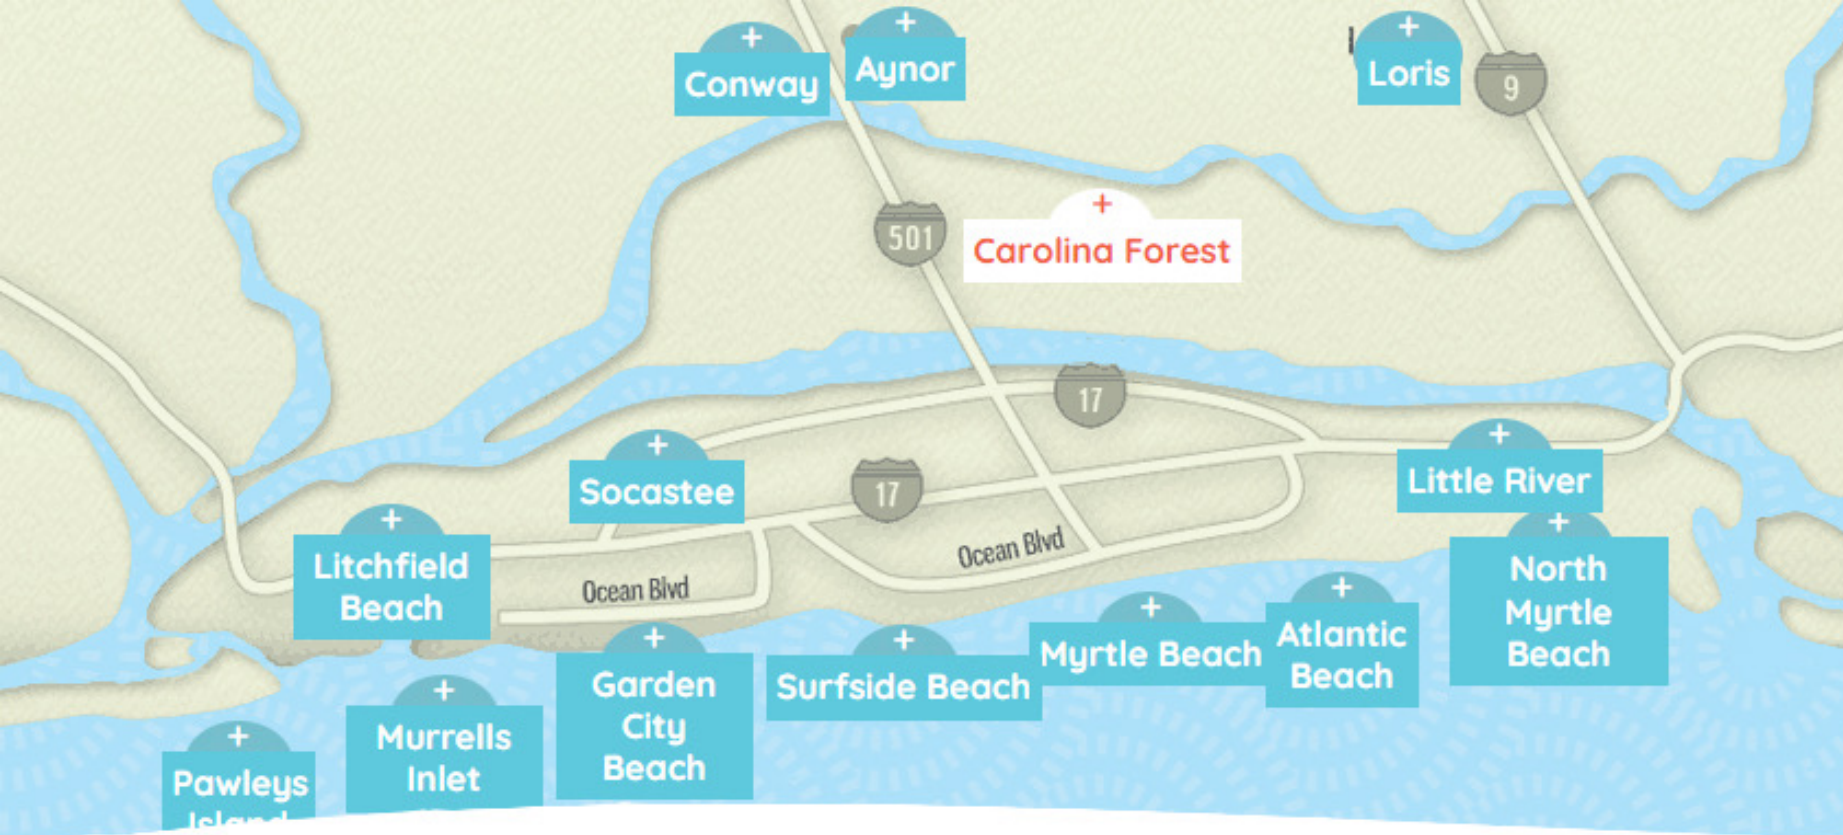 +
Conway
+
Aynor
+
Loris
9
+
Carolina Forest
501
17
+
Socastee
17
+
Little River
+
Litchfield
Beach
Ocean Blvd
Ocean Blvd
+
North
Myrtle
Beach
+
Atlantic
Beach
+
Myrtle Beach
+
Surfside Beach
+
Garden
City
Beach
+
Murrells
Inlet
+
Pawleys
Island